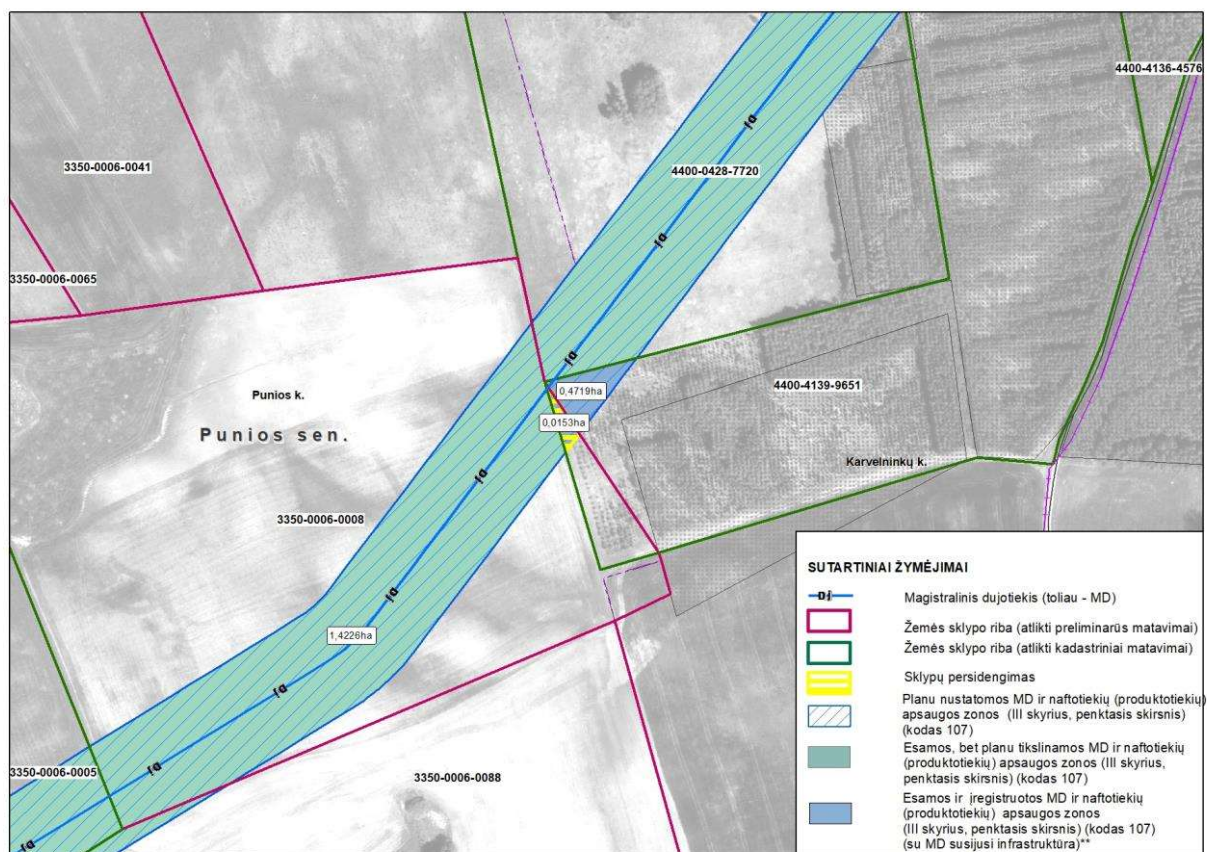 4400-4136-4576
3350-0006-0041
4400-0428-7720
3350-0006-0065
Punios k.
Punios sen.
0,4719ha
4400-4139-9651
0,0153ha
Karvelninkų k.
3350-0006-0008
1,4226ha
3350-0006-0005
3350-0006-0088
SUTARTINIAI ŽYMĖJIMAI
Magistralinis dujotiekis (toliau - MD)
Žemės sklypo riba (atlikti preliminarūs matavimai)
Žemės sklypo riba (atlikti kadastriniai matavimai)
Sklypų persidengimas
Planu nustatomos MD ir naftotiekių (produktotiekių)
apsaugos zonos (III skyrius, penktasis skirsnis)
(kodas 107)
Esamos, bet planu tikslinamos MD ir naftotiekių
(produktotiekių) apsaugos zonos (III skyrius,
penktasis skirsnis) (kodas 107)
Esamos ir įregistruotos MD ir naftotiekių
(produktotiekių) apsaugos zonos
(III skyrius, penktasis skirsnis) (kodas 107)
(su MD susijusi infrastruktūra)**